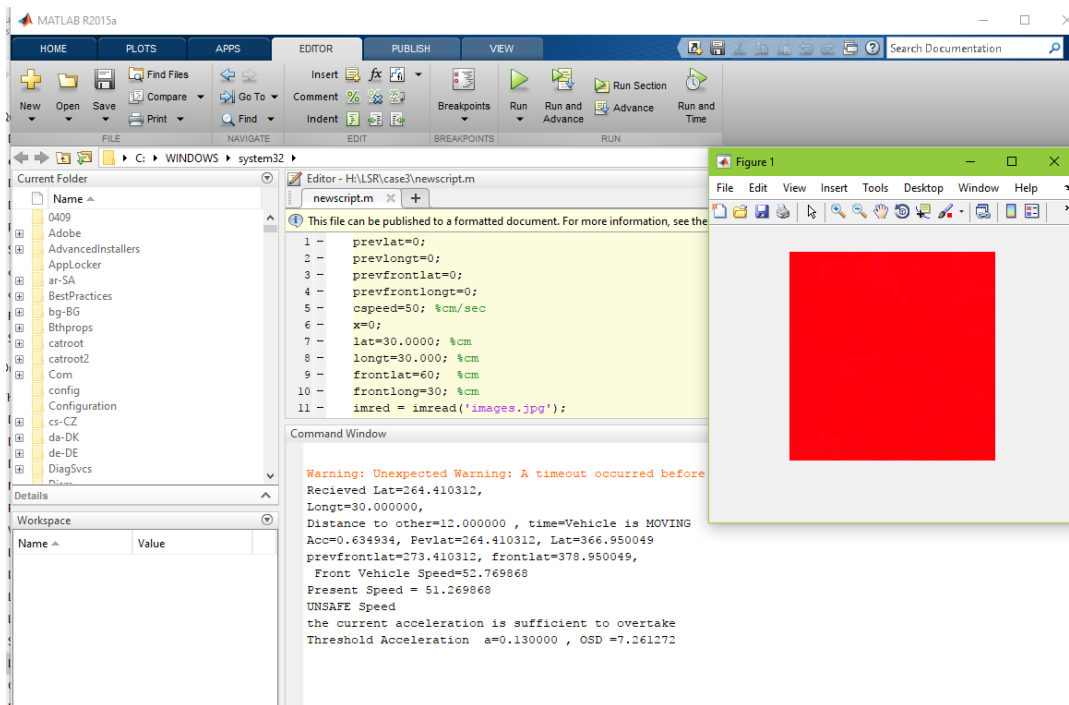 MATLAB R2015a
HOME PLOTS APPS EDITOR PUBLISH VIEW
Search Documentation
New Open Save
Find Files
Compare
Print
Go To
Find
Insert
Comment
Indent
Breakpoints
Run
Run and Advance
Run Section
Advance
Run and Time
FILE NAVIGATE EDIT BREAKPOINTS RUN
C: WINDOWS system32
Current Folder
Name
0409
Adobe
AdvancedInstallers
AppLocker
ar-SA
BestPractices
bg-BG
Bthprops
catroot
catroot2
Com
config
Configuration
cs-CZ
da-DK
de-DE
DiagSvcs
Details
Workspace
Name Value
Editor - H:\LSR\case3\newscript.m
newscript.m
This file can be published to a formatted document. For more information, see the
1 prevlat=0;
2 prevlongt=0;
3 prevfrontlat=0;
4 prevfrontlongt=0;
5 cspeed=50; %cm/sec
6 x=0;
7 lat=30.0000; %cm
8 longt=30.000; %cm
9 frontlat=60; %cm
10 frontlong=30; %cm
11 imred = imread('images.jpg');
Command Window
Warning: Unexpected Warning: A timeout occurred before
Recieved Lat=264.410312,
Longt=30.000000,
Distance to other=12.000000 , time=Vehicle is MOVING
Acc=0.634934, Pevlat=264.410312, Lat=366.950049
prevfrontlat=273.410312, frontlat=378.950049,
Front Vehicle Speed=52.769868
Present Speed = 51.269868
UNSAFE Speed
the current acceleration is sufficient to overtake
Threshold Acceleration a=0.130000 , OSD =7.261272
Figure 1
File Edit View Insert Tools Desktop Window Help